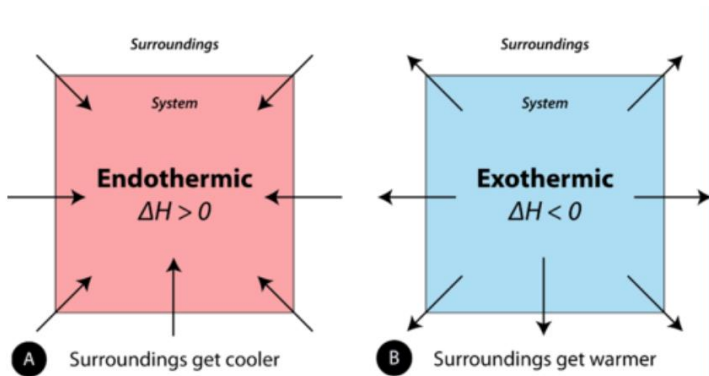 Surroundings
System
Endothermic
ΔH > 0
A Surroundings get cooler
Surroundings
System
Exothermic
ΔH < 0
B Surroundings get warmer